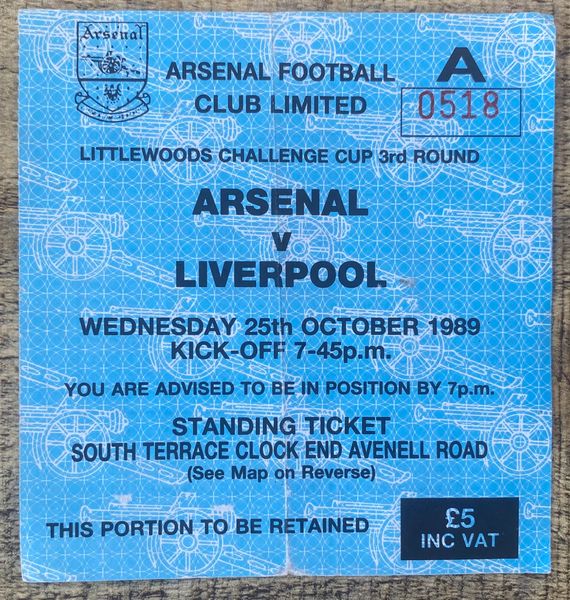 Arsenal
ARSENAL FOOTBALL
CLUB LIMITED
A
0518
LITTLEWOODS CHALLENGE CUP 3rd ROUND
ARSENAL
v
LIVERPOOL
WEDNESDAY 25th OCTOBER 1989
KICK-OFF 7-45p.m.
YOU ARE ADVISED TO BE IN POSITION BY 7p.m.
STANDING TICKET
SOUTH TERRACE CLOCK END AVENELL ROAD
(See Map on Reverse)
THIS PORTION TO BE RETAINED
£5
INC VAT